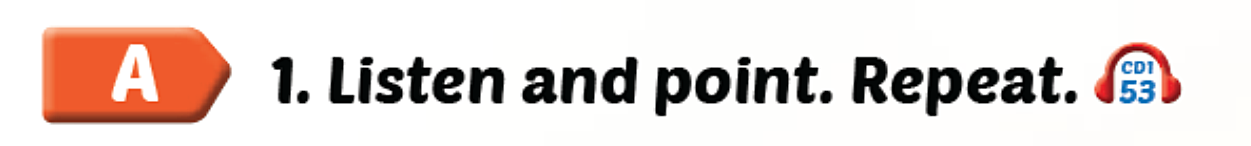 A 1. Listen and point. Repeat. CD1 53